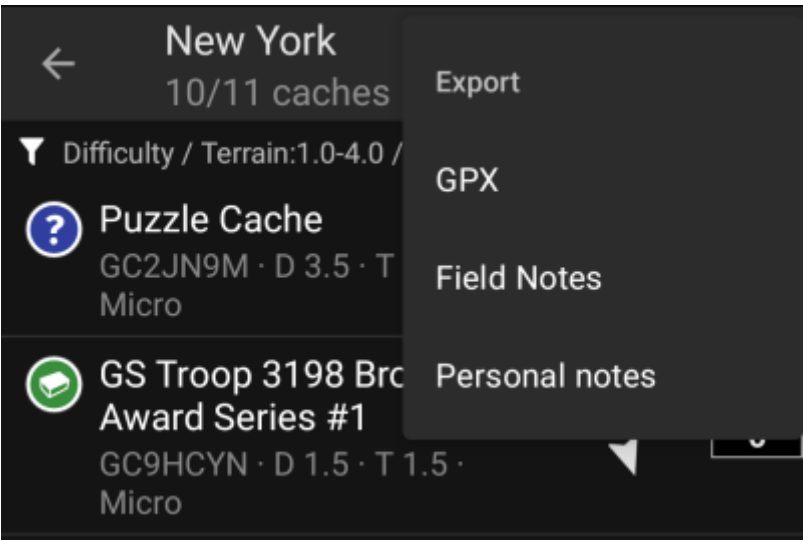 New York
10/11 caches
Difficulty / Terrain:1.0-4.0 /
Puzzle Cache
GC2JN9M · D 3.5 · T
Micro
GS Troop 3198 Bro
Award Series #1
GC9HCYN · D 1.5 · T 1.5 ·
Micro
Export
GPX
Field Notes
Personal notes